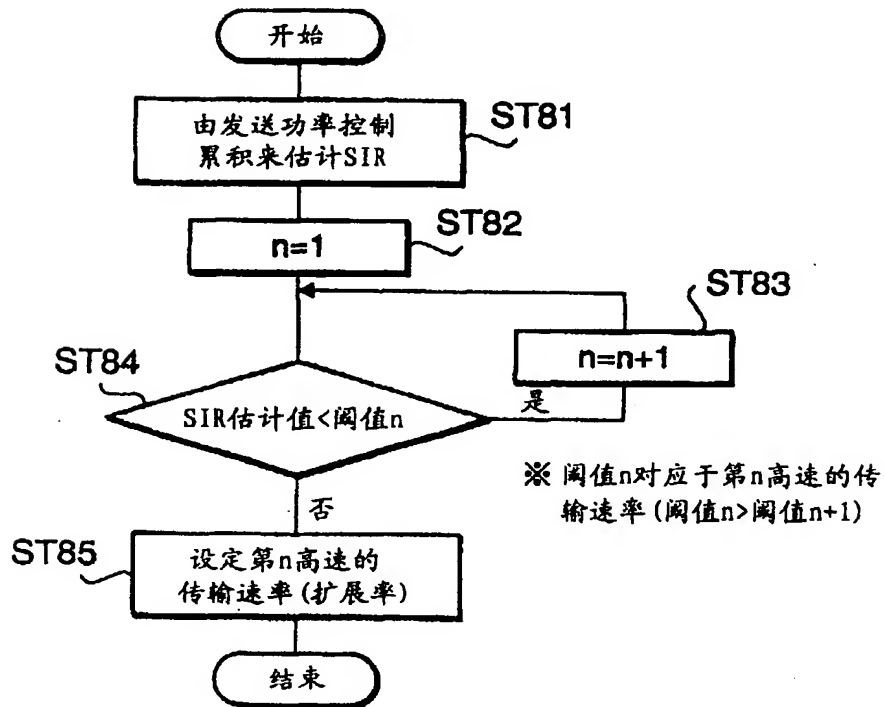 开始
由发送功率控制
累积来估计SIR
ST81
n=1
ST82
ST83
n=n+1
ST84
SIR估计值<阈值n
是
※ 阈值n对应于第n高速的传
输速率(阈值n>阈值n+1)
否
ST85
设定第n高速的
传输速率(扩展率)
结束